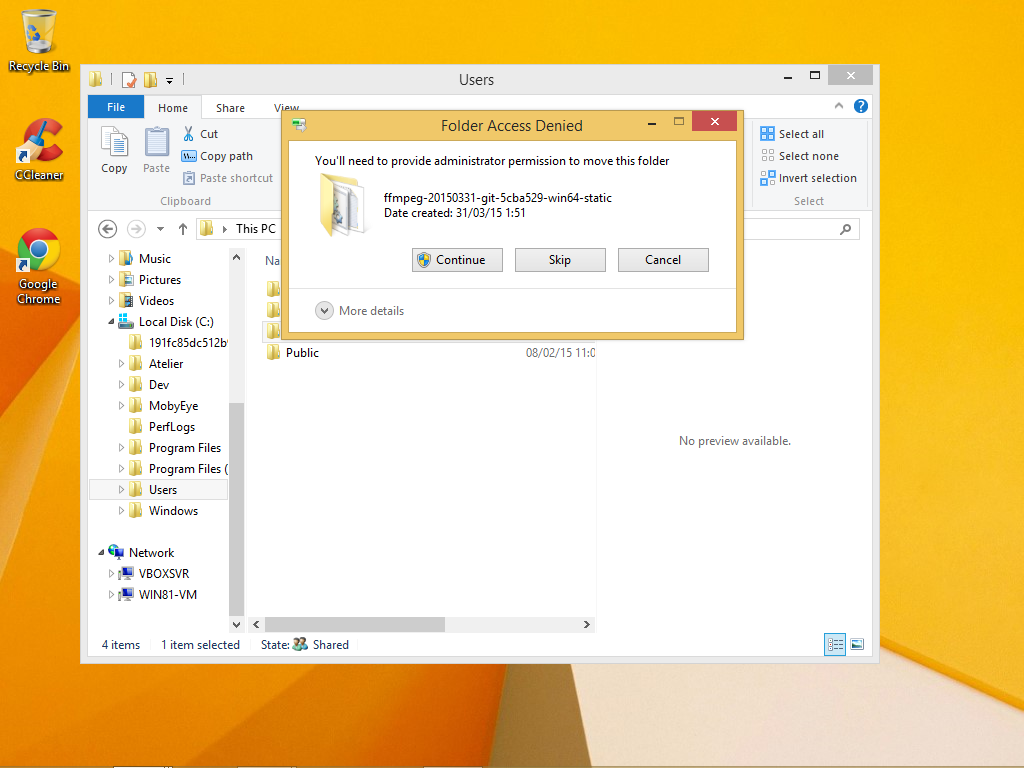 Recycle Bin
CCleaner
Google
Chrome
Users
File
Home
Share
View
Copy
Paste
Cut
Copy path
Paste shortcut
Clipboard
Select all
Select none
Invert selection
Select
This PC
Folder Access Denied
You'll need to provide administrator permission to move this folder
ffmpeg-20150331-git-5cba529-win64-static
Date created: 31/03/15 1:51
Continue
Skip
Cancel
More details
Music
Pictures
Videos
Local Disk (C:)
191fc85dc512b
Atelier
Dev
MobyEye
PerfLogs
Program Files
Program Files (
Users
Windows
Network
VBOXSVR
WIN81-VM
Na
Public 08/02/15 11:0
No preview available.
4 items 1 item selected State: Shared